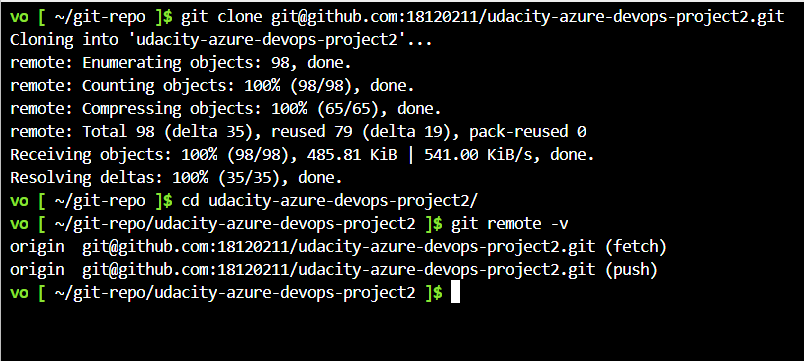 vo [ ~/git-repo ]$ git clone git@github.com:18120211/udacity-azure-devops-project2.git
Cloning into 'udacity-azure-devops-project2'...
remote: Enumerating objects: 98, done.
remote: Counting objects: 100% (98/98), done.
remote: Compressing objects: 100% (65/65), done.
remote: Total 98 (delta 35), reused 79 (delta 19), pack-reused 0
Receiving objects: 100% (98/98), 485.81 KiB | 541.00 KiB/s, done.
Resolving deltas: 100% (35/35), done.
vo [ ~/git-repo ]$ cd udacity-azure-devops-project2/
vo [ ~/git-repo/udacity-azure-devops-project2 ]$ git remote -v
origin  git@github.com:18120211/udacity-azure-devops-project2.git (fetch)
origin  git@github.com:18120211/udacity-azure-devops-project2.git (push)
vo [ ~/git-repo/udacity-azure-devops-project2 ]$